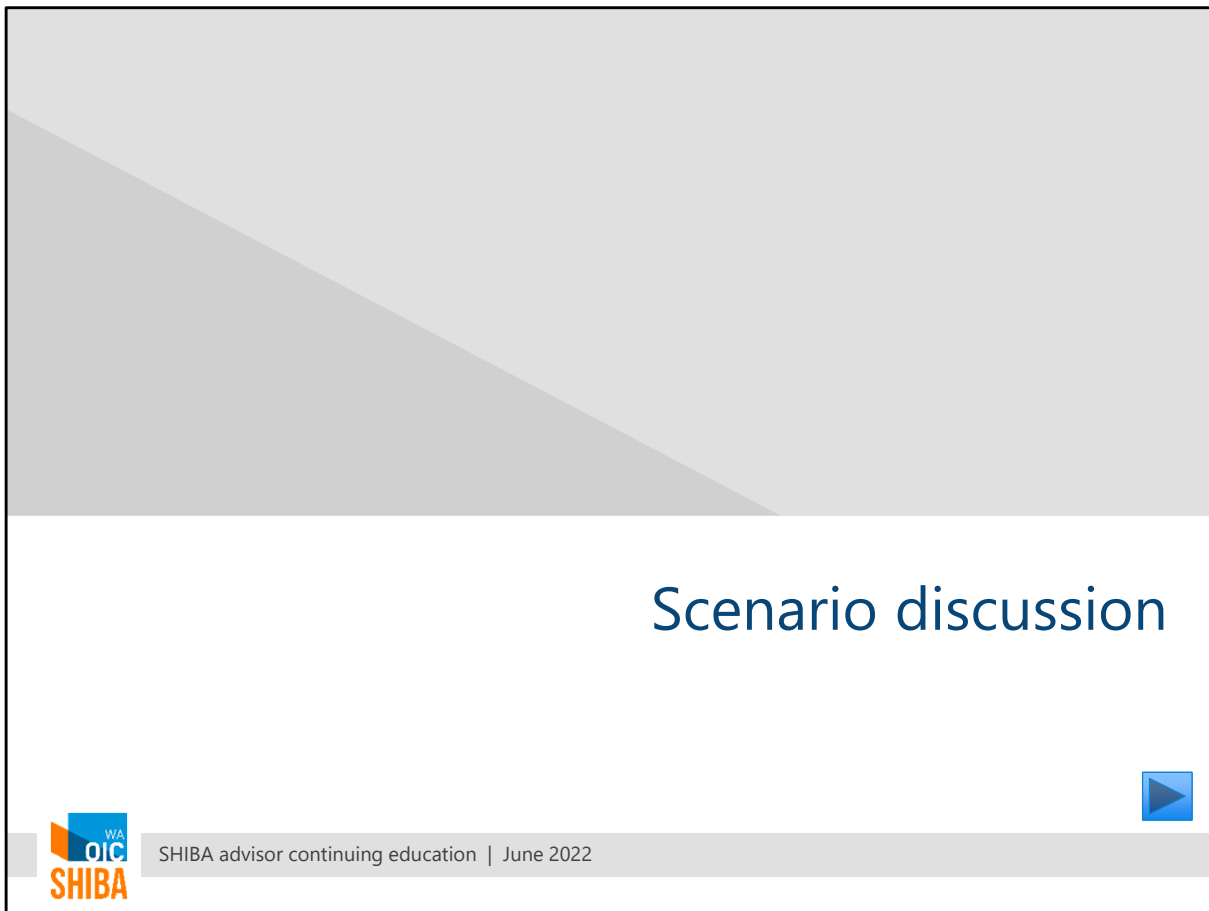 Scenario discussion
WA
OIC
SHIBA
SHIBA advisor continuing education | June 2022